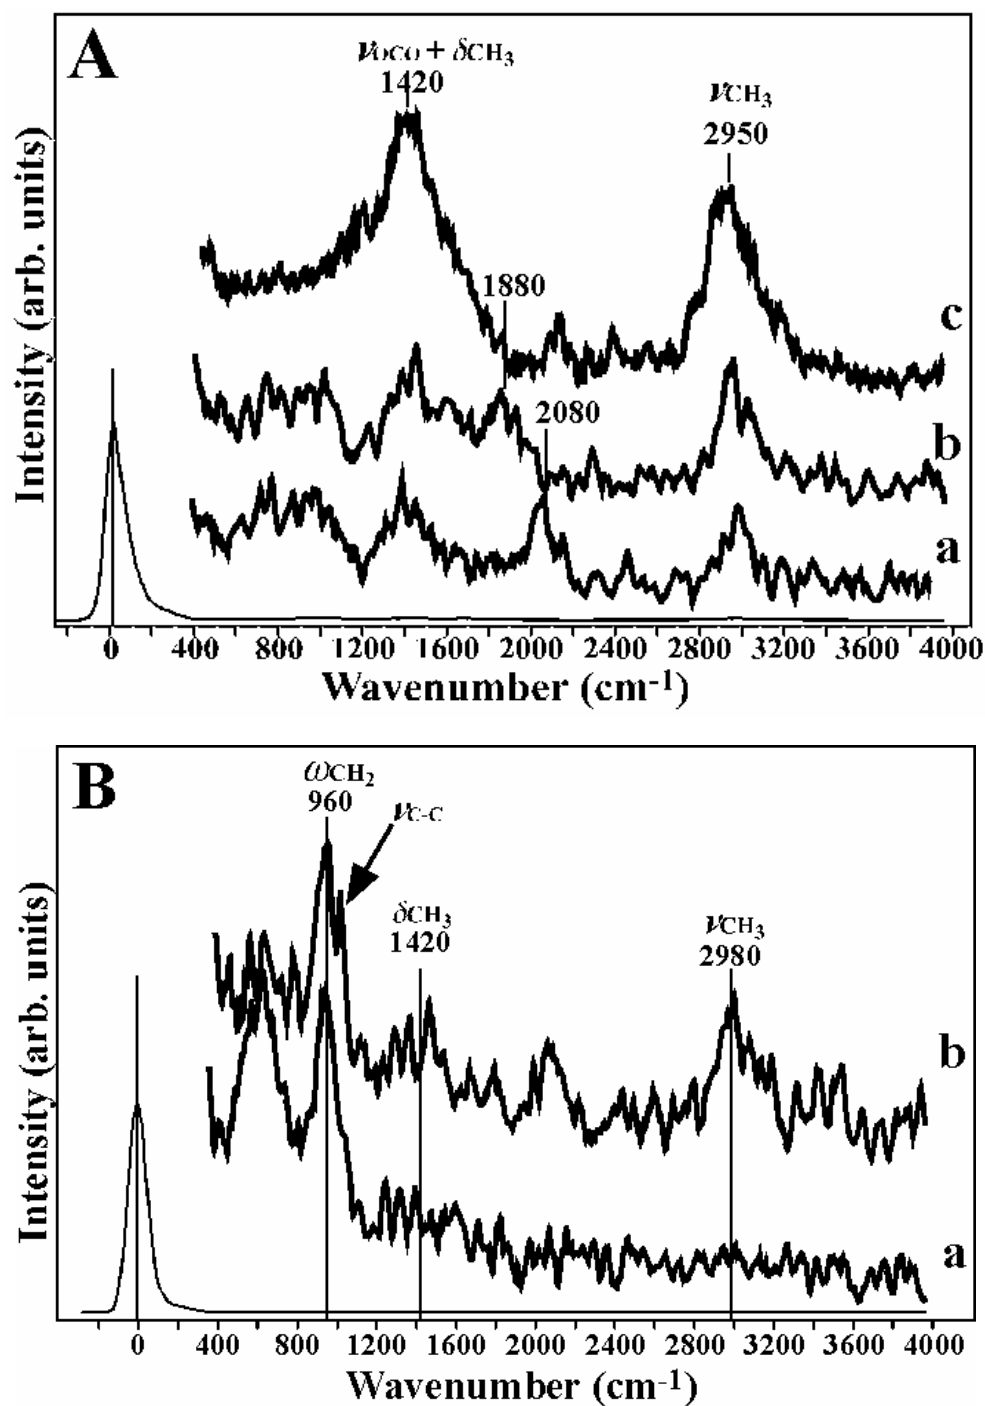 A
νOCO + δCH3
1420
νCH3
2950
1880
c
2080
b
a
Intensity (arb. units)
0 400 800 1200 1600 2000 2400 2800 3200 3600 4000
Wavenumber (cm-1)
B
ωCH2
960
νC-C
δCH3
1420
νCH3
2980
b
a
Intensity (arb. units)
0 400 800 1200 1600 2000 2400 2800 3200 3600 4000
Wavenumber (cm-1)